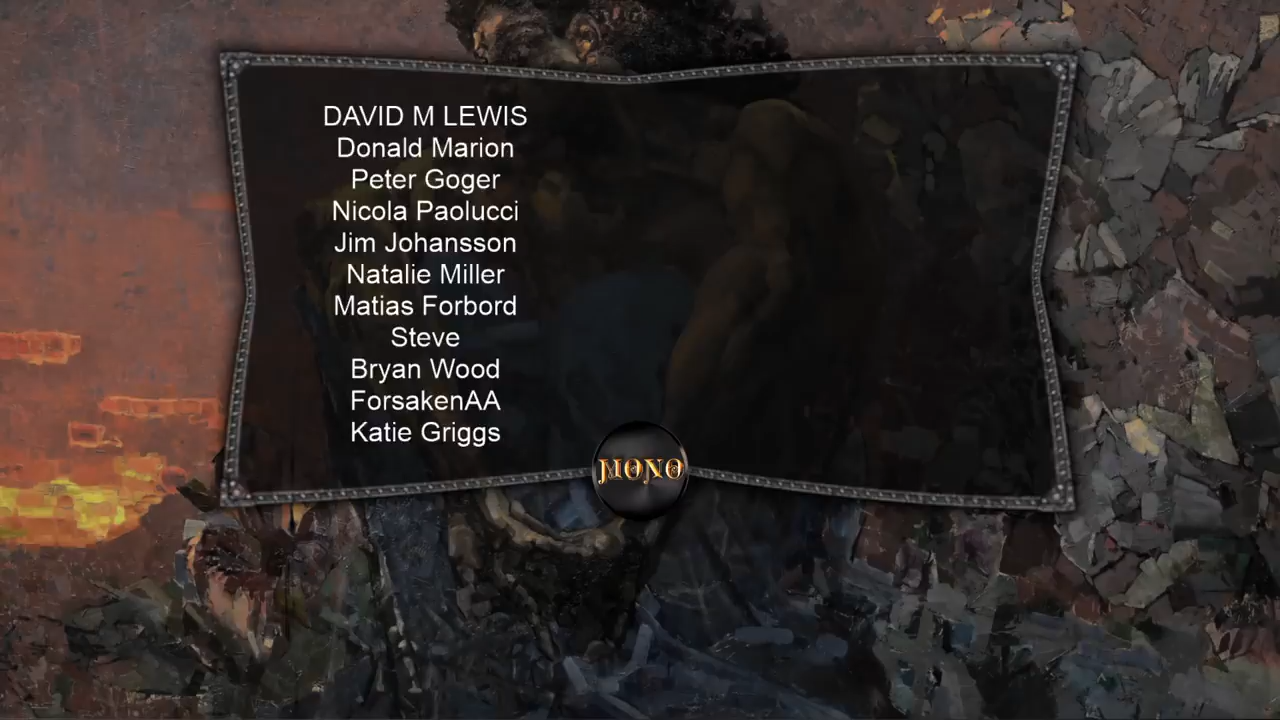 DAVID M LEWIS
Donald Marion
Peter Goger
Nicola Paolucci
Jim Johansson
Natalie Miller
Matias Forbord
Steve
Bryan Wood
ForsakenAA
Katie Griggs
MONO